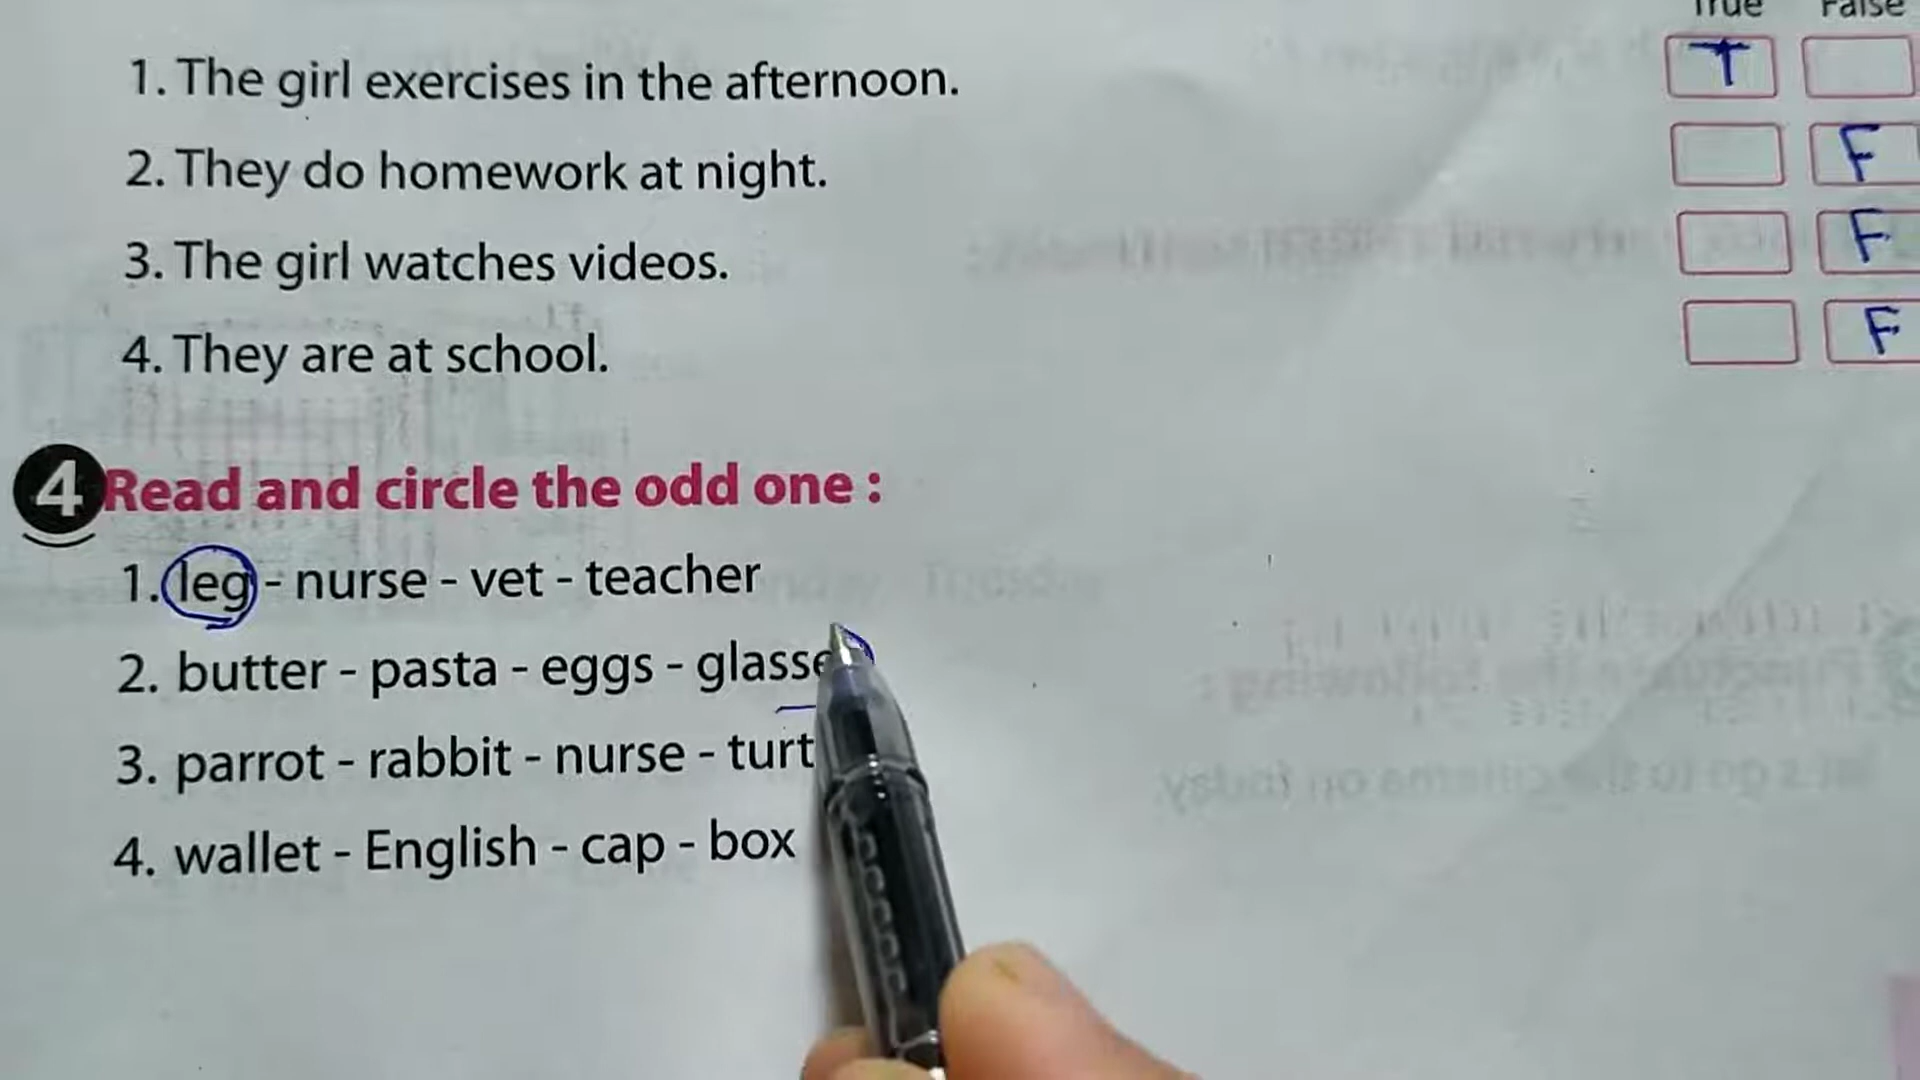 True False
1. The girl exercises in the afternoon. T
2. They do homework at night. F
3. The girl watches videos. F
4. They are at school. F
4 Read and circle the odd one :
1. leg - nurse - vet - teacher
2. butter - pasta - eggs - glasse
3. parrot - rabbit - nurse - turt
4. wallet - English - cap - box